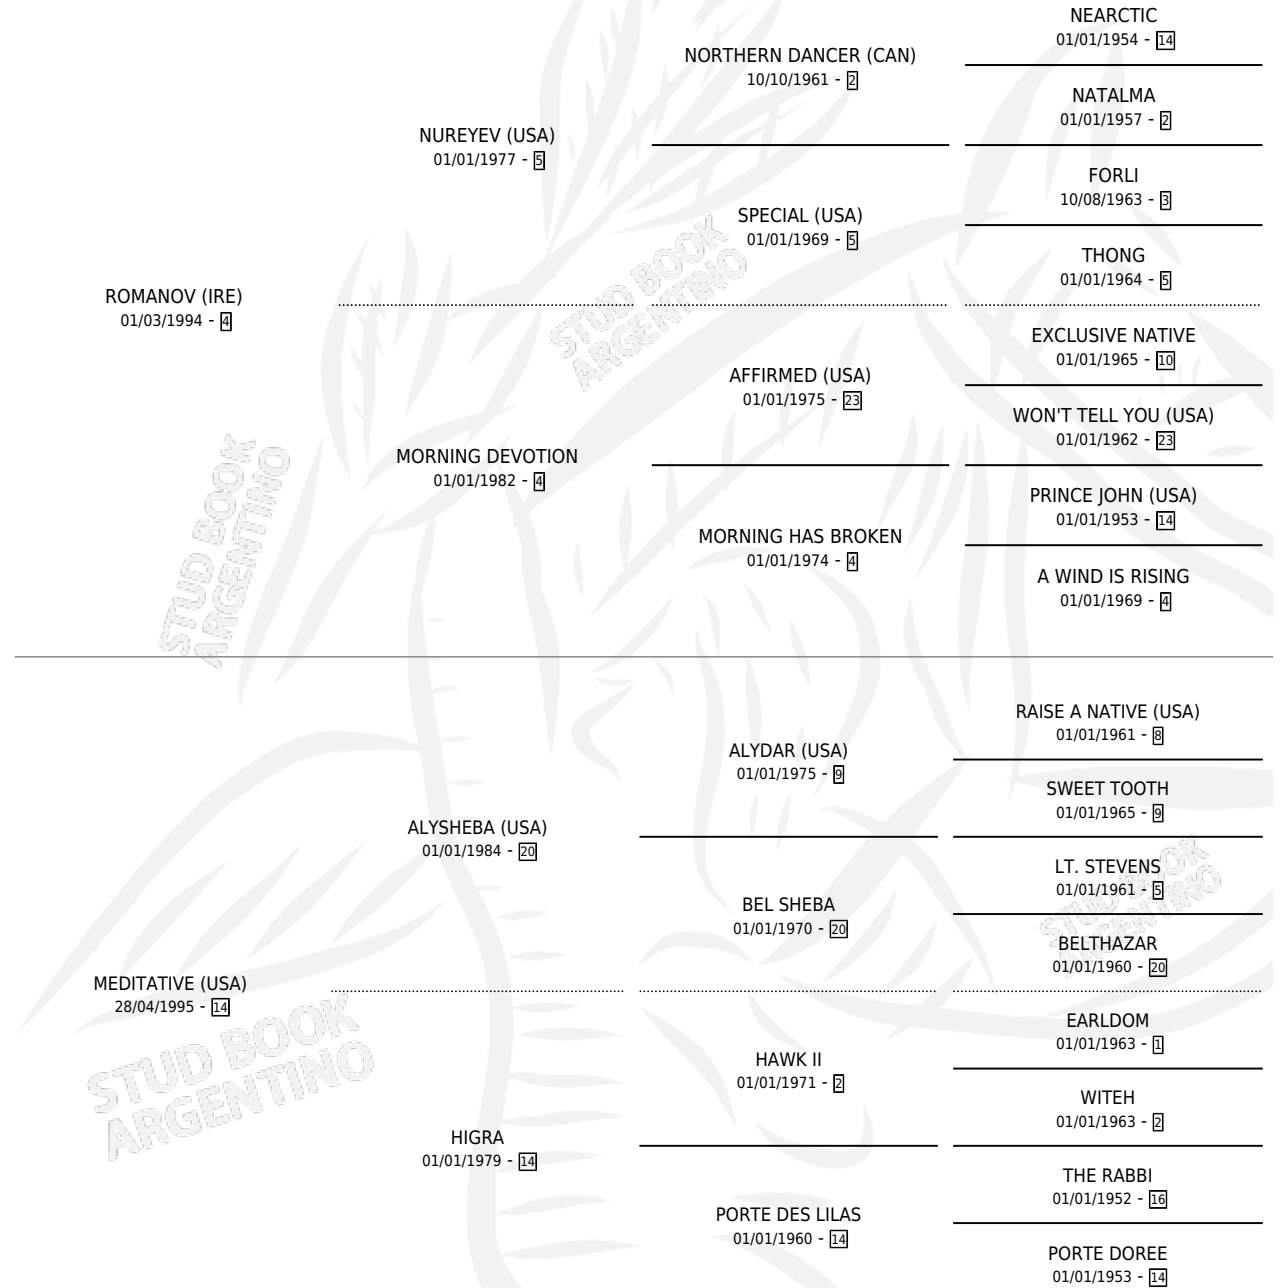 NEARCTIC
01/01/1954 - 14
NORTHERN DANCER (CAN)
10/10/1961 - 2
NATALMA
01/01/1957 - 2
NUREYEV (USA)
01/01/1977 - 5
FORLI
10/08/1963 - 3
SPECIAL (USA)
01/01/1969 - 5
THONG
01/01/1964 - 5
ROMANOV (IRE)
01/03/1994 - 4
EXCLUSIVE NATIVE
01/01/1965 - 10
AFFIRMED (USA)
01/01/1975 - 23
WON'T TELL YOU (USA)
01/01/1962 - 23
MORNING DEVOTION
01/01/1982 - 4
PRINCE JOHN (USA)
01/01/1953 - 14
MORNING HAS BROKEN
01/01/1974 - 4
A WIND IS RISING
01/01/1969 - 4
RAISE A NATIVE (USA)
01/01/1961 - 8
ALYDAR (USA)
01/01/1975 - 9
SWEET TOOTH
01/01/1965 - 9
ALYSHEBA (USA)
01/01/1984 - 20
LT. STEVENS
01/01/1961 - 5
BEL SHEBA
01/01/1970 - 20
BELTHAZAR
01/01/1960 - 20
MEDITATIVE (USA)
28/04/1995 - 14
EARLDOM
01/01/1963 - 1
HAWK II
01/01/1971 - 2
WITEH
01/01/1963 - 2
HIGRA
01/01/1979 - 14
THE RABBI
01/01/1952 - 16
PORTE DES LILAS
01/01/1960 - 14
PORTE DOREE
01/01/1953 - 14
STUD BOOK
ARGENTINO
STUD BOOK
ARGENTINO
STUD BOOK
ARGENTINO
STUD BOOK
ARGENTINO